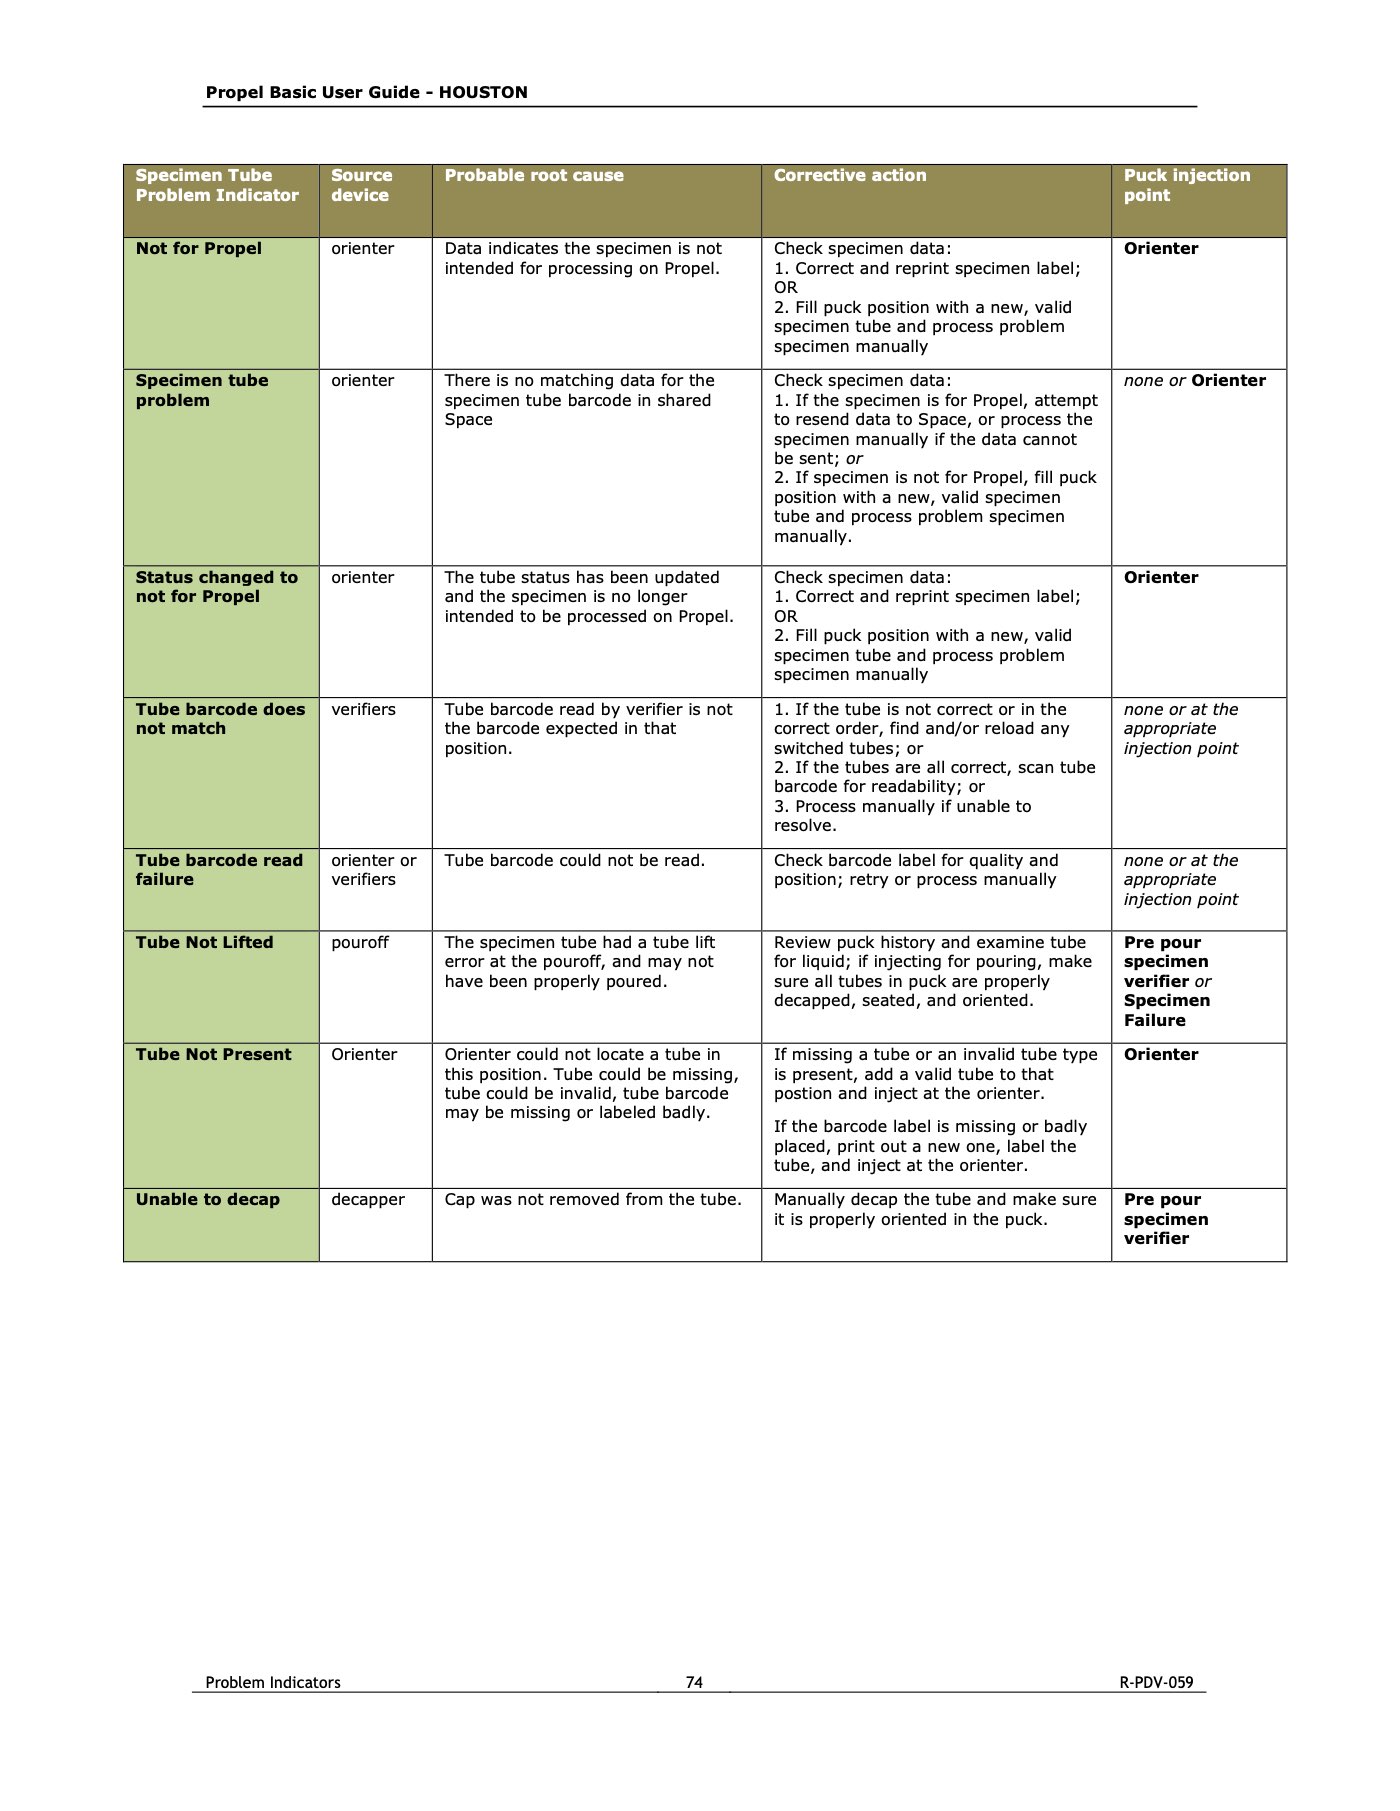 Propel Basic User Guide - HOUSTON
Specimen Tube
Problem Indicator
Source
device
Probable root cause
Corrective action
Puck injection
point
Not for Propel
orienter
Data indicates the specimen is not
intended for processing on Propel.
Check specimen data:
1. Correct and reprint specimen label;
OR
2. Fill puck position with a new, valid
specimen tube and process problem
specimen manually
Orienter
Specimen tube
problem
orienter
There is no matching data for the
specimen tube barcode in shared
Space
Check specimen data:
1. If the specimen is for Propel, attempt
to resend data to Space, or process the
specimen manually if the data cannot
be sent; or
2. If specimen is not for Propel, fill puck
position with a new, valid specimen
tube and process problem specimen
manually.
none or Orienter
Status changed to
not for Propel
orienter
The tube status has been updated
and the specimen is no longer
intended to be processed on Propel.
Check specimen data:
1. Correct and reprint specimen label;
OR
2. Fill puck position with a new, valid
specimen tube and process problem
specimen manually
Orienter
Tube barcode does
not match
verifiers
Tube barcode read by verifier is not
the barcode expected in that
position.
1. If the tube is not correct or in the
correct order, find and/or reload any
switched tubes; or
2. If the tubes are all correct, scan tube
barcode for readability; or
3. Process manually if unable to
resolve.
none or at the
appropriate
injection point
Tube barcode read
failure
orienter or
verifiers
Tube barcode could not be read.
Check barcode label for quality and
position; retry or process manually
none or at the
appropriate
injection point
Tube Not Lifted
pouroff
The specimen tube had a tube lift
error at the pouroff, and may not
have been properly poured.
Review puck history and examine tube
for liquid; if injecting for pouring, make
sure all tubes in puck are properly
decapped, seated, and oriented.
Pre pour
specimen
verifier or
Specimen
Failure
Tube Not Present
Orienter
Orienter could not locate a tube in
this position. Tube could be missing,
tube could be invalid, tube barcode
may be missing or labeled badly.
If missing a tube or an invalid tube type
is present, add a valid tube to that
postion and inject at the orienter.
If the barcode label is missing or badly
placed, print out a new one, label the
tube, and inject at the orienter.
Orienter
Unable to decap
decapper
Cap was not removed from the tube.
Manually decap the tube and make sure
it is properly oriented in the puck.
Pre pour
specimen
verifier
Problem Indicators
74
R-PDV-059